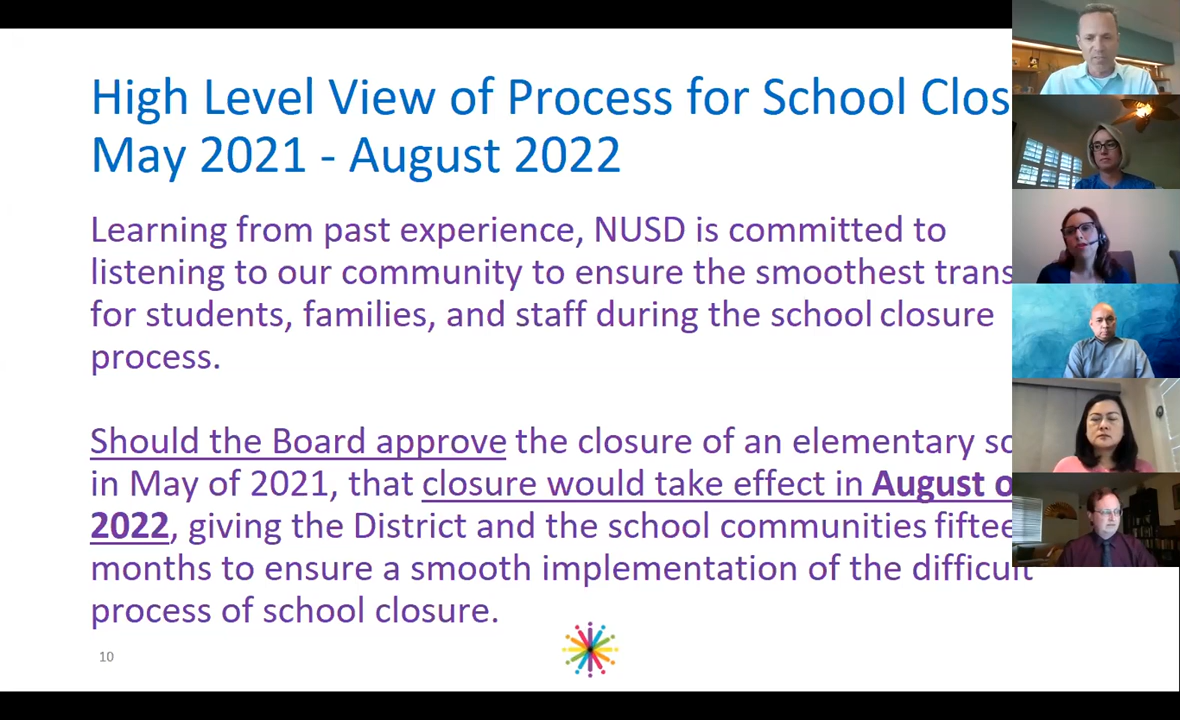 High Level View of Process for School Clos
May 2021 - August 2022
Learning from past experience, NUSD is committed to
listening to our community to ensure the smoothest trans
for students, families, and staff during the school closure
process.
Should the Board approve the closure of an elementary sc
in May of 2021, that closure would take effect in August o
2022, giving the District and the school communities fiftee
months to ensure a smooth implementation of the difficult
process of school closure.
10